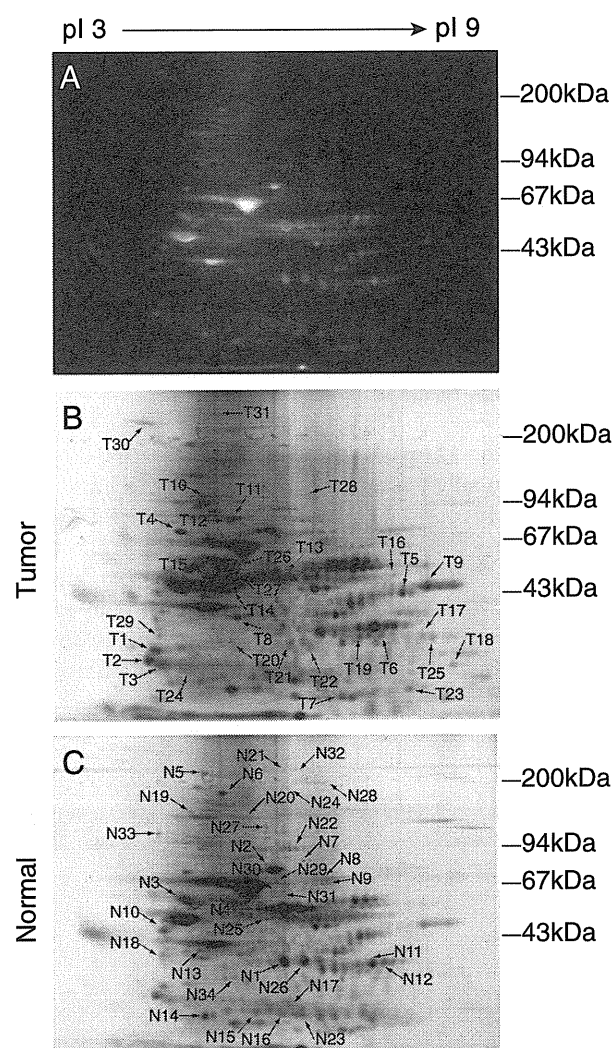 pI 3 pI 9
A
200kDa
94kDa
67kDa
43kDa
Tumor
B
T31
T30
200kDa
T10
T11
T28
94kDa
T4
T12
T13
67kDa
T26
T16
T5
T9
T15
T27
43kDa
T14
T29
T17
T1
T8
T18
T2
T20
T19
T6
T25
T3
T21
T22
T24
T7
T23
Normal
C
N21
N32
N5
N6
200kDa
N19
N20
N24
N28
N33
N27
N22
N2
N7
94kDa
N30
N29
N8
N3
N9
67kDa
N4
N31
N10
N25
43kDa
N18
N13
N1
N11
N26
N12
N34
N17
N14
N15
N16
N23